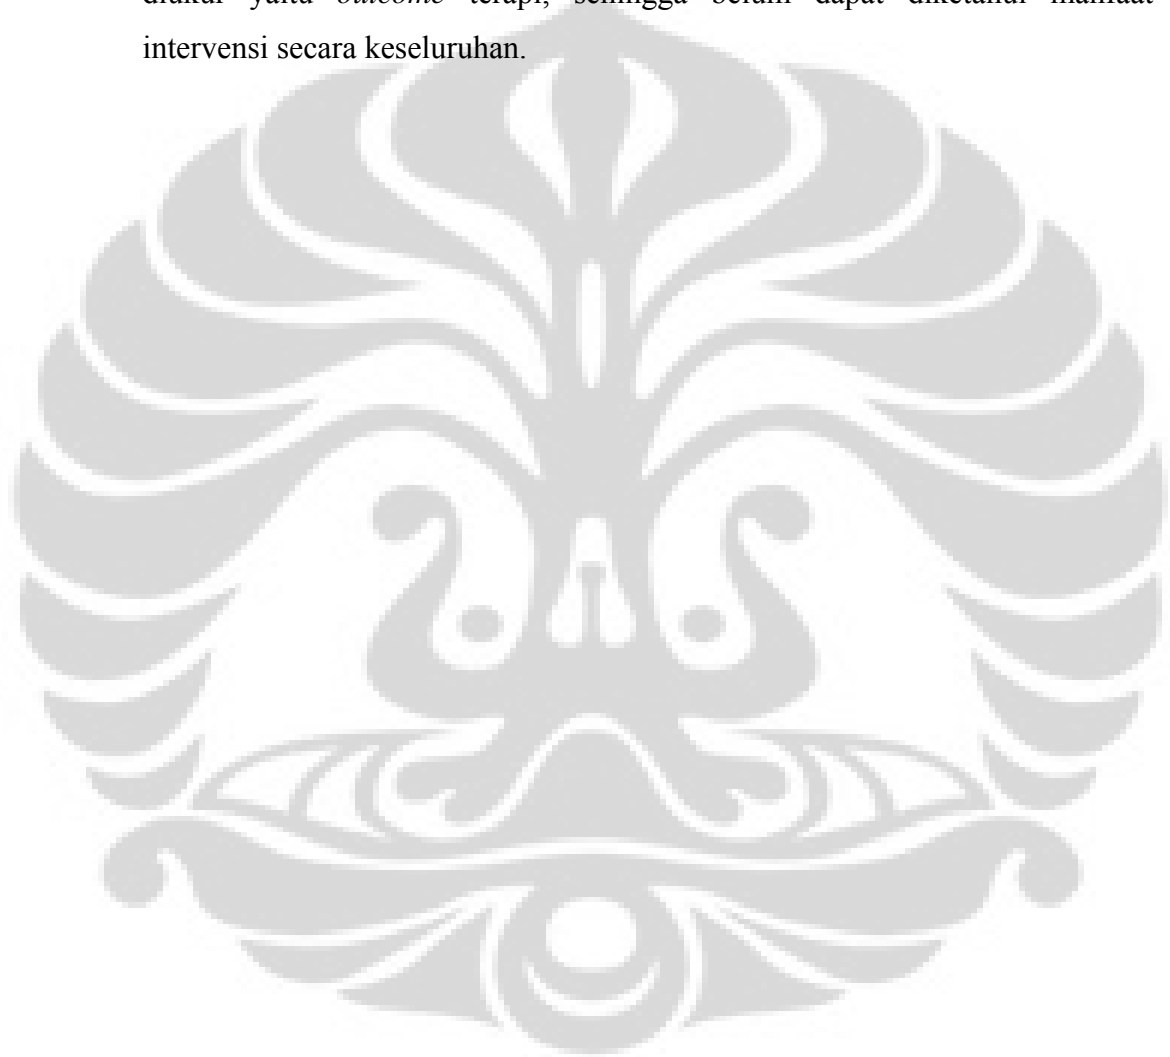 diukur yaitu outcome terapi, sehingga belum dapat diketahui manfaat
intervensi secara keseluruhan.